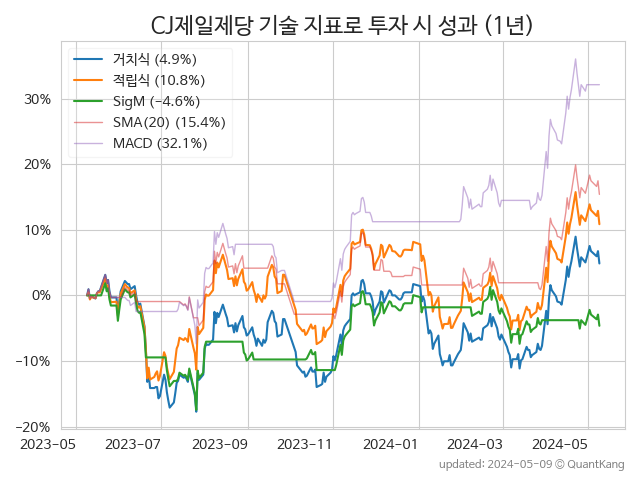 CJ제일제당 기술 지표로 투자 시 성과 (1년)
거치식 (4.9%)
적립식 (10.8%)
SigM (−4.6%)
SMA(20) (15.4%)
MACD (32.1%)
30%
20%
10%
0%
−10%
−20%
2023-05 2023-07 2023-09 2023-11 2024-01 2024-03 2024-05
updated: 2024-05-09 © QuantKang